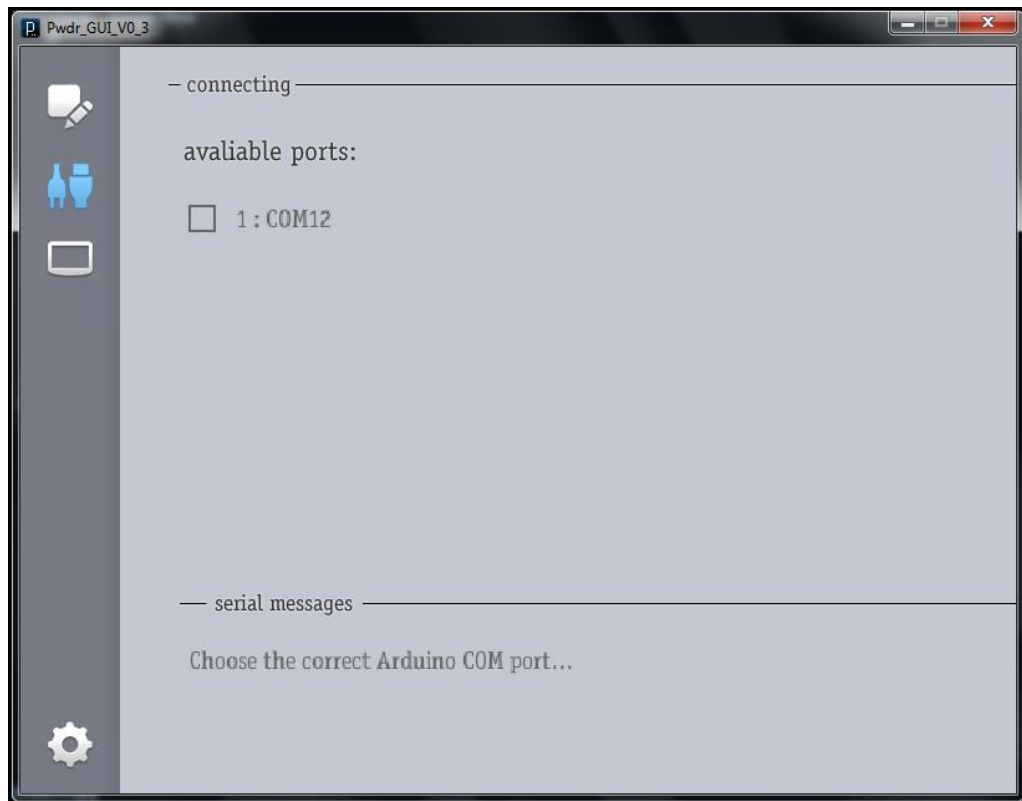 Pwdr_GUI_V0_3
connecting
avaliable ports:
1 : COM12
serial messages
Choose the correct Arduino COM port...